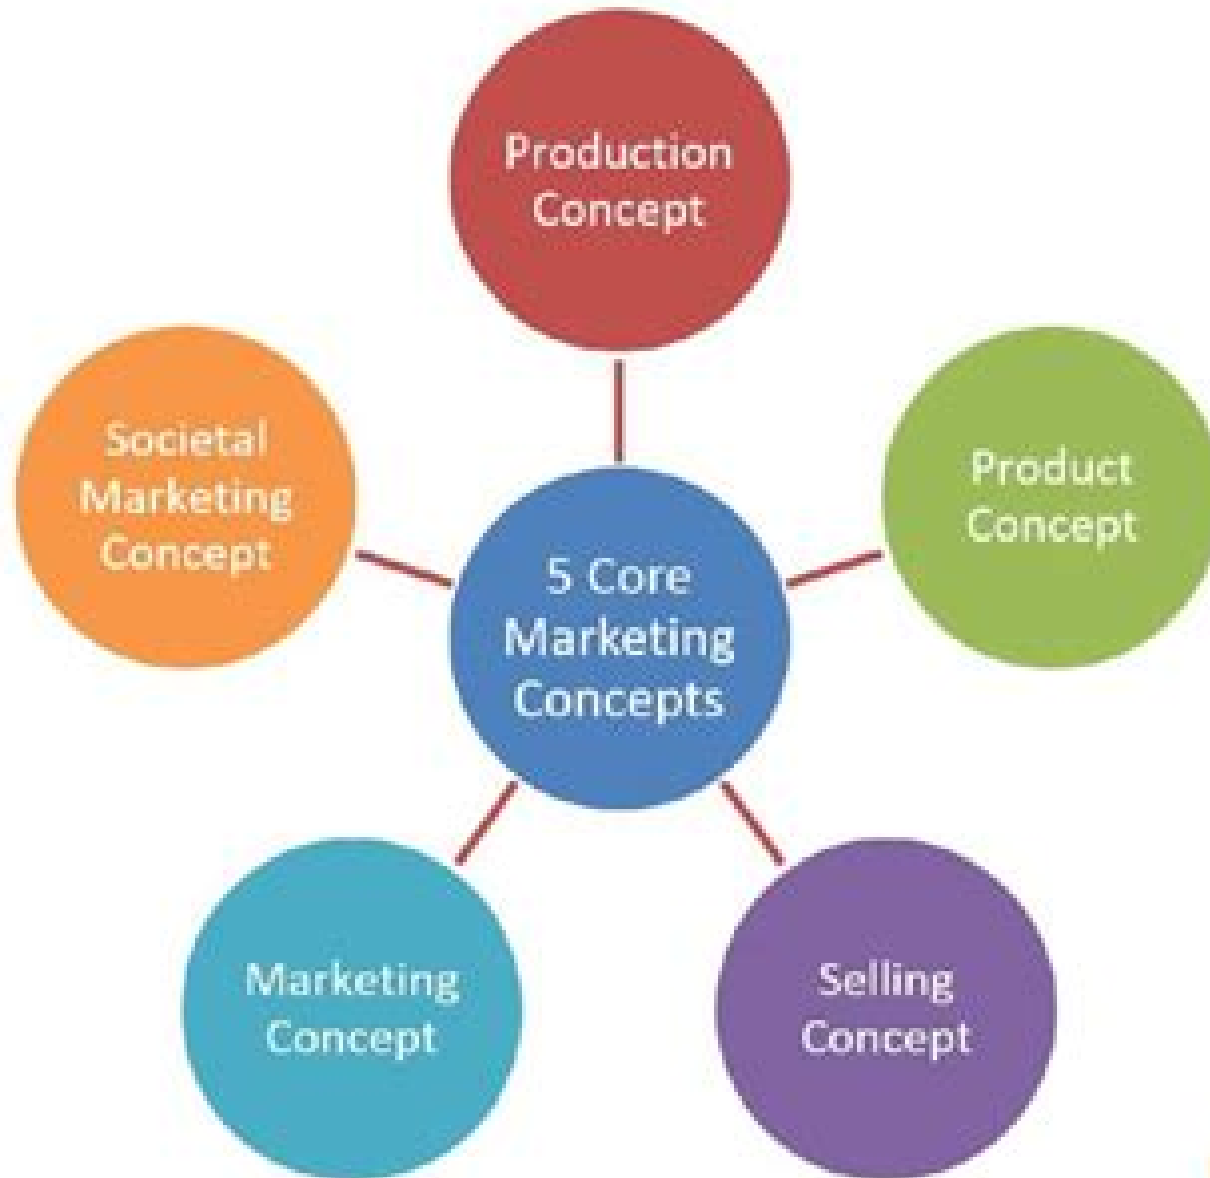 Production
Concept
Product
Concept
Selling
Concept
Marketing
Concept
Societal
Marketing
Concept
5 Core
Marketing
Concepts